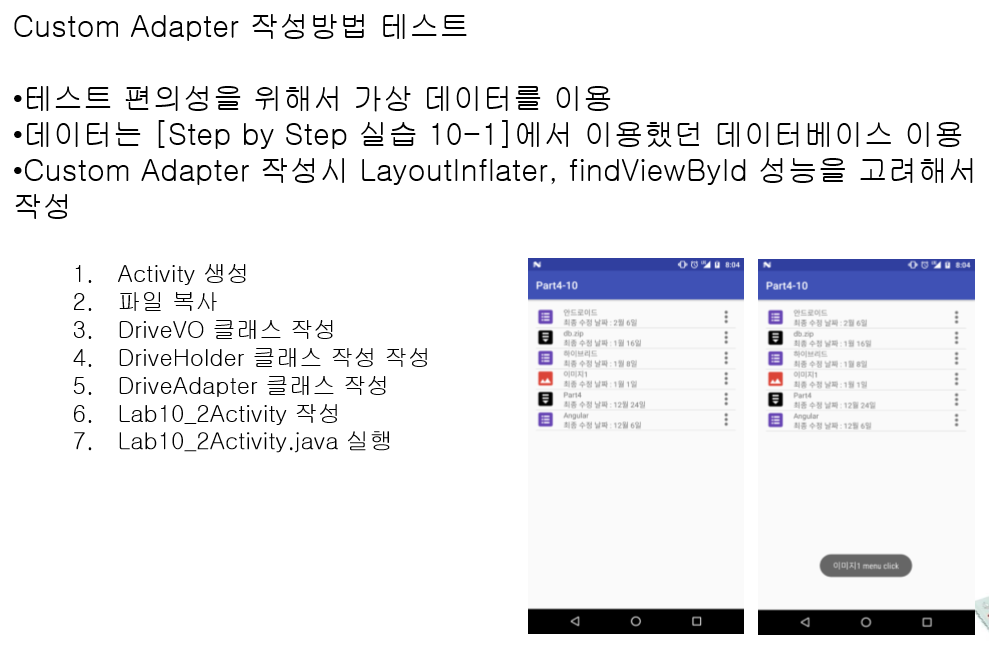 Custom Adapter 작성방법 테스트
•테스트 편의성을 위해서 가상 데이터를 이용
•데이터는 [Step by Step 실습 10-1]에서 이용했던 데이터베이스 이용
•Custom Adapter 작성시 LayoutInflater, findViewById 성능을 고려해서
작성
1. Activity 생성
2. 파일 복사
3. DriveVO 클래스 작성
4. DriveHolder 클래스 작성 작성
5. DriveAdapter 클래스 작성
6. Lab10_2Activity 작성
7. Lab10_2Activity.java 실행
8:04
Part4-10
안드로이드
최종 수정 날짜 : 2월 6일
db.zip
최종 수정 날짜 : 1월 16일
하이브리드
최종 수정 날짜 : 1월 8일
이미지1
최종 수정 날짜 : 1월 1일
Part4
최종 수정 날짜 : 12월 24일
Angular
최종 수정 날짜 : 12월 6일
8:04
Part4-10
안드로이드
최종 수정 날짜 : 2월 6일
db.zip
최종 수정 날짜 : 1월 16일
하이브리드
최종 수정 날짜 : 1월 8일
이미지1
최종 수정 날짜 : 1월 1일
Part4
최종 수정 날짜 : 12월 24일
Angular
최종 수정 날짜 : 12월 6일
이미지1 menu click